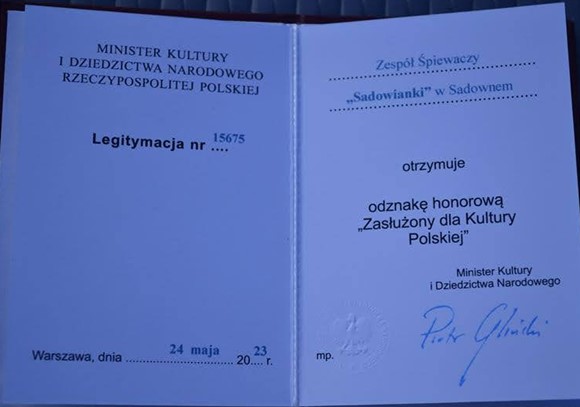 MINISTER KULTURY
I DZIEDZICTWA NARODOWEGO
RZECZYPOSPOLITEJ POLSKIEJ
Legitymacja nr 15675
Warszawa, dnia 24 maja 2023 r.
Zespół Śpiewaczy
„Sadowianki” w Sadownem
otrzymuje
odznakę honorową
„Zasłużony dla Kultury
Polskiej”
Minister Kultury
i Dziedzictwa Narodowego
mp.
Piotr Gliński